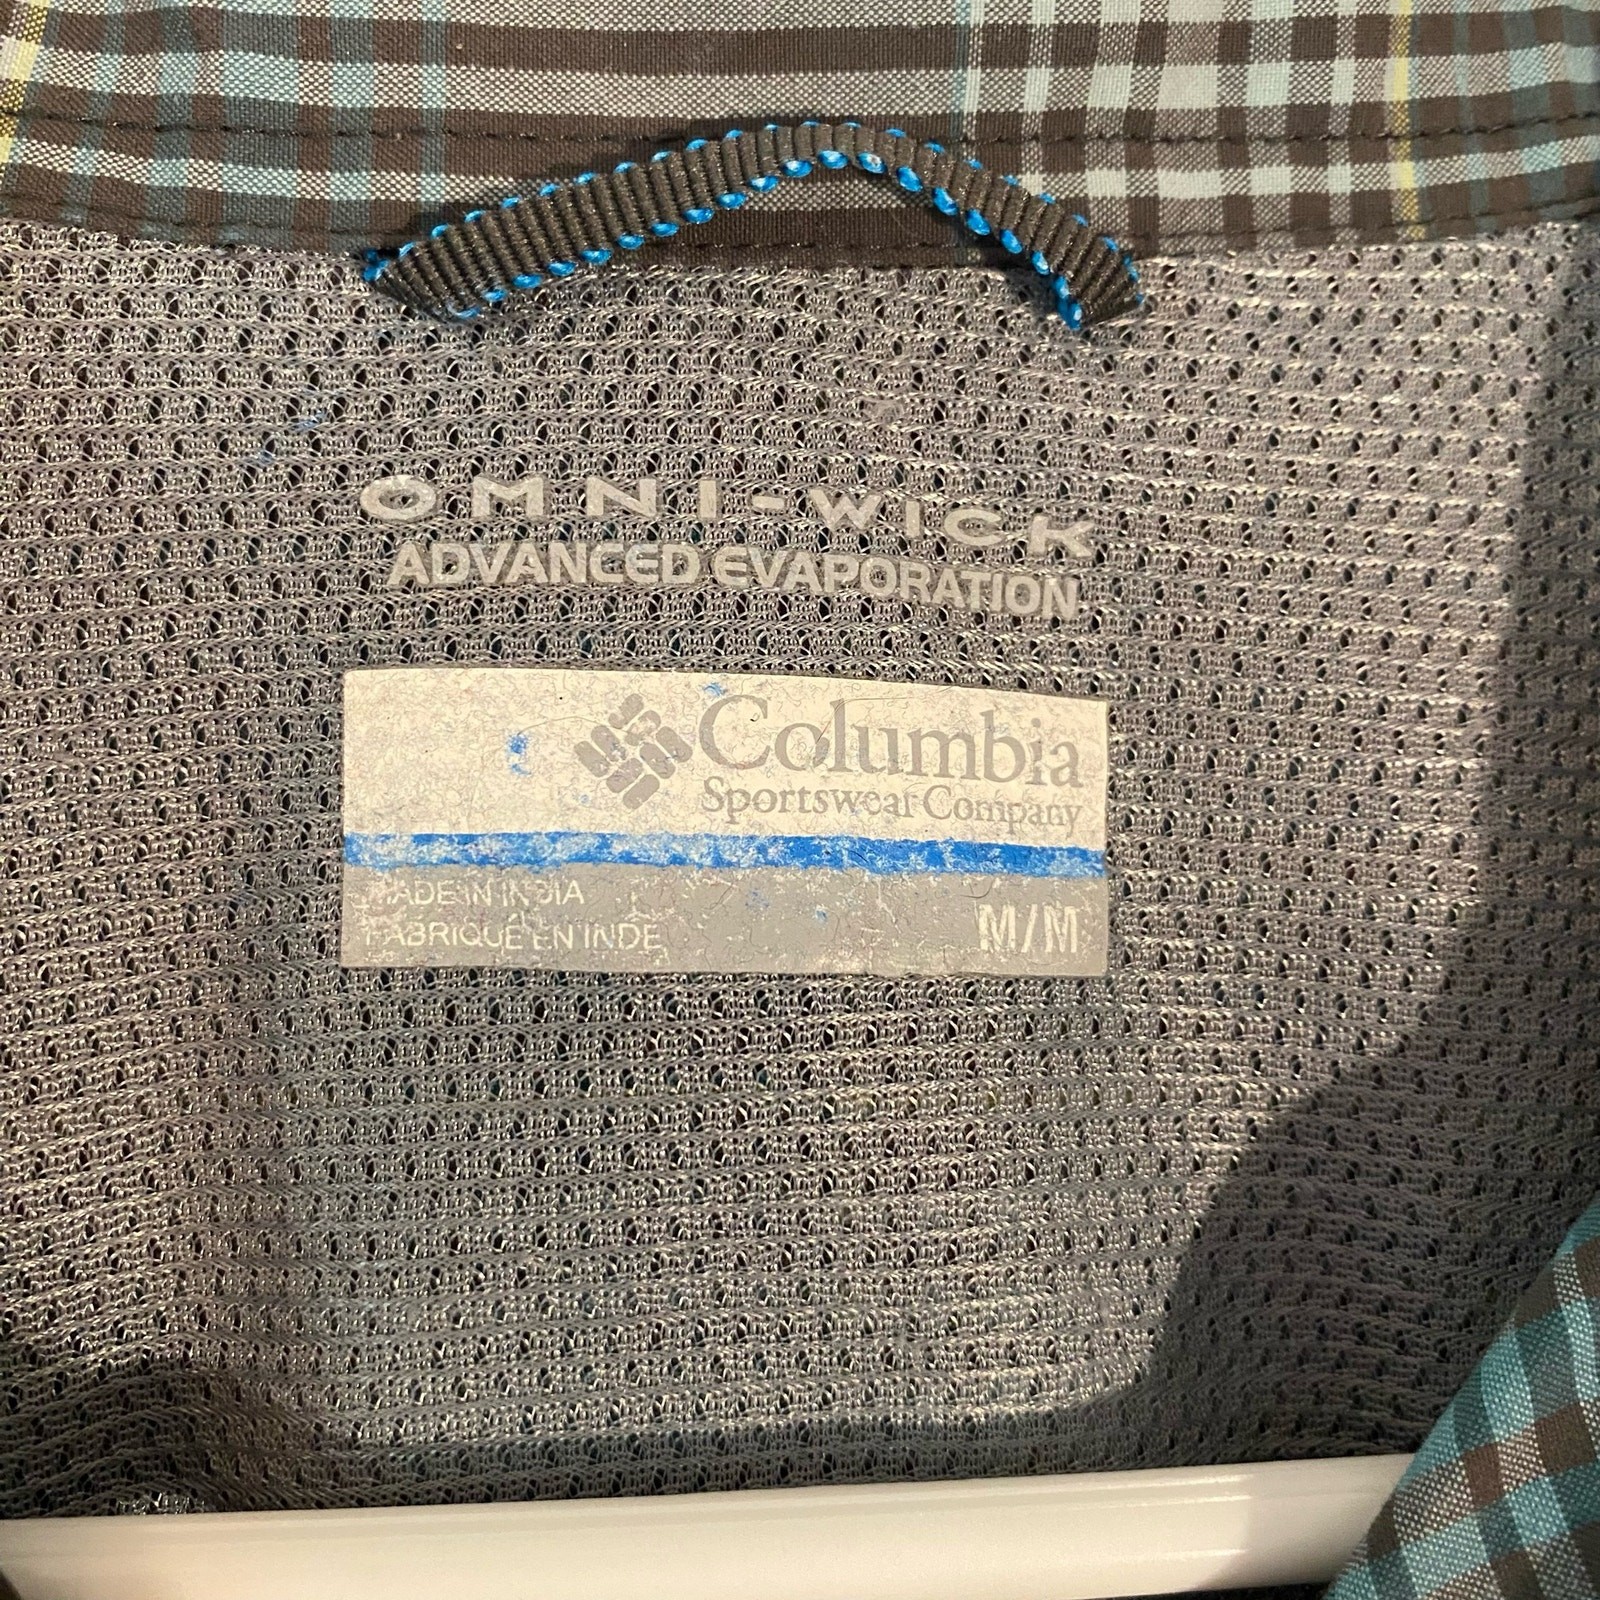 OMNI-WICK
ADVANCED EVAPORATION
Columbia
Sportswear Company
MADE IN INDIA
FABRIQUÉ EN INDE
M/M